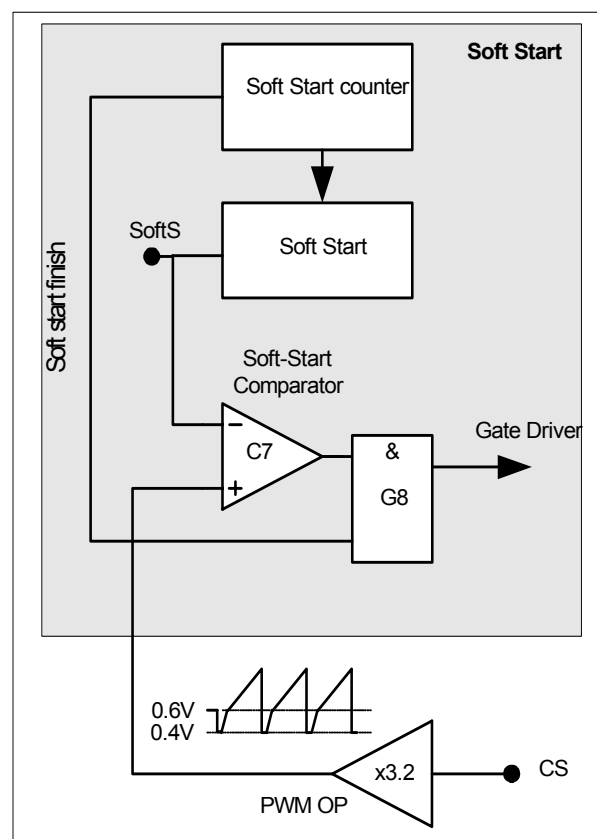 Soft Start
Soft Start counter
SoftS
Soft Start
Soft start finish
Soft-Start
Comparator
−
C7
+
&
G8
Gate Driver
0.6V
0.4V
x3.2
CS
PWM OP